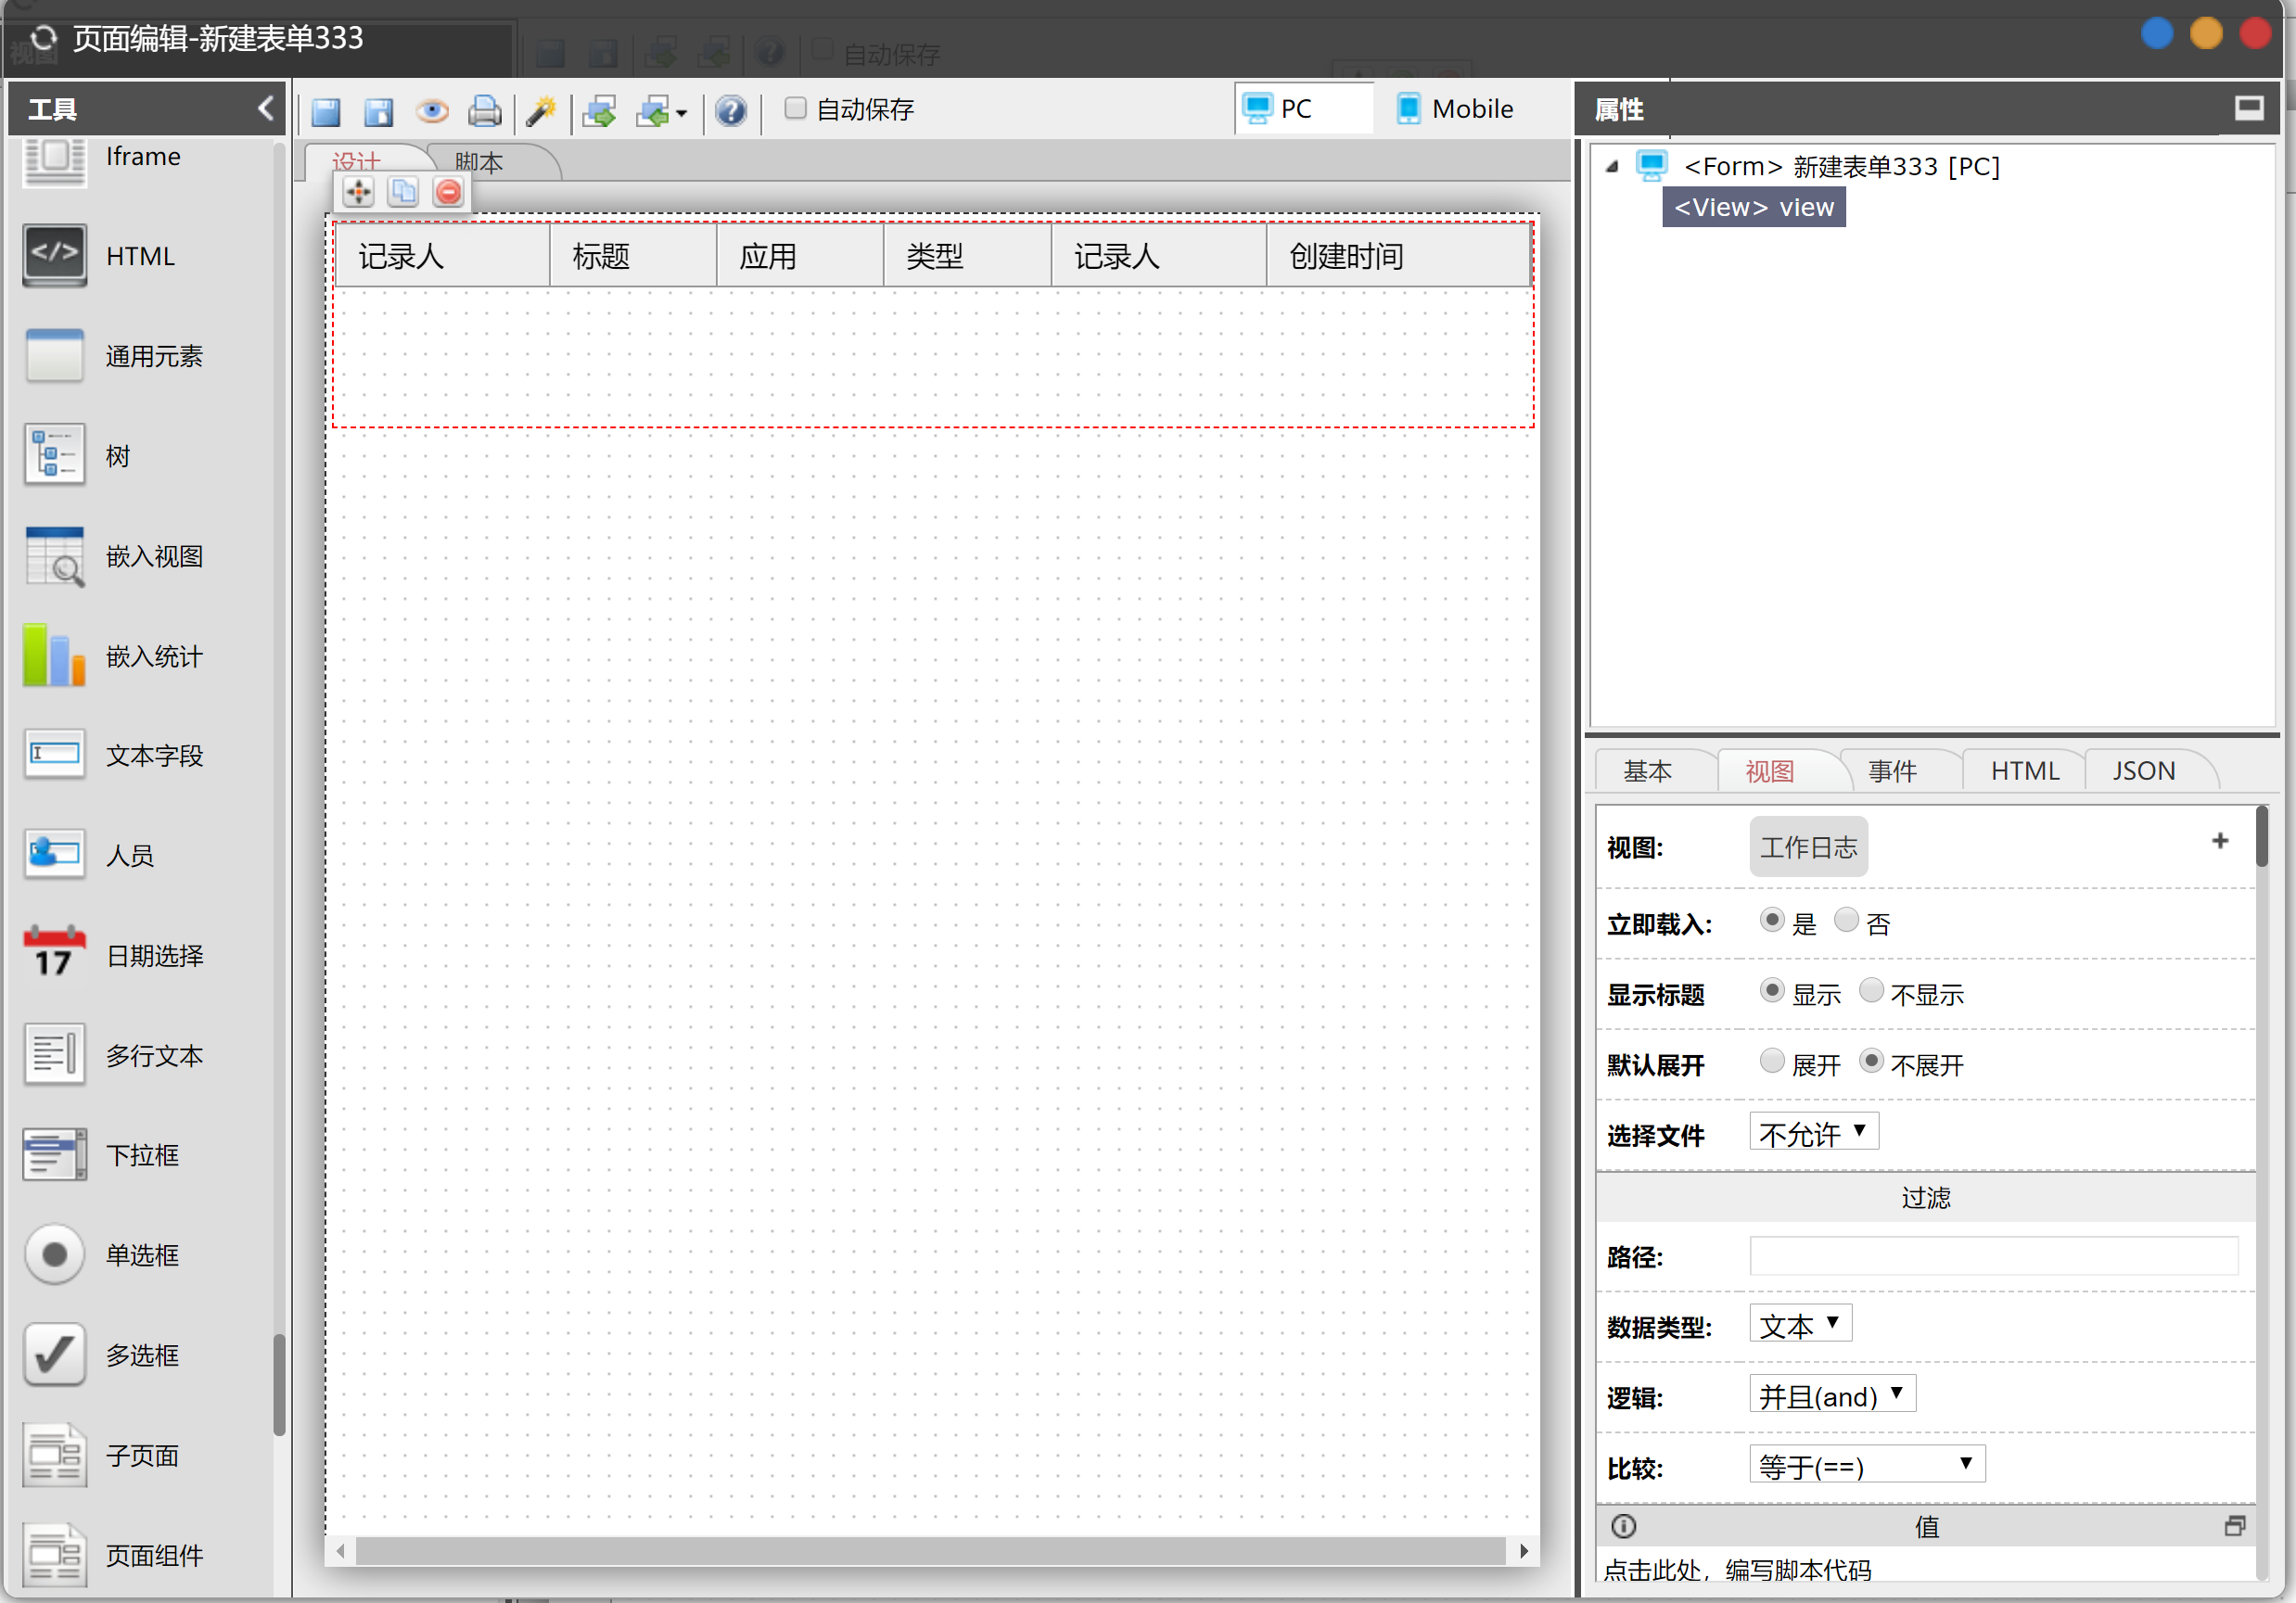 页面编辑-新建表单333
视图
自动保存
工具
Iframe
HTML
通用元素
树
嵌入视图
嵌入统计
文本字段
人员
17
日期选择
多行文本
下拉框
单选框
多选框
子页面
页面组件
自动保存
PC
Mobile
设计
脚本
记录人 标题 应用 类型 记录人 创建时间
属性
<Form> 新建表单333 [PC]
<View> view
基本 视图 事件 HTML JSON
视图: 工作日志
立即载入: 是 否
显示标题 显示 不显示
默认展开 展开 不展开
选择文件 不允许
过滤
路径:
数据类型: 文本
逻辑: 并且(and)
比较: 等于(==)
值
点击此处，编写脚本代码